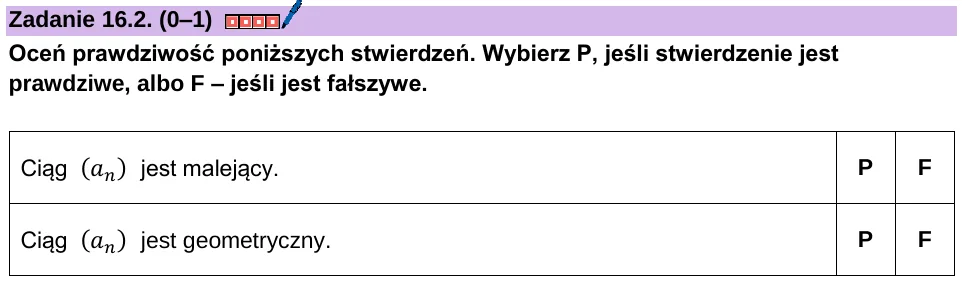 Zadanie 16.2. (0–1)
Oceń prawdziwość poniższych stwierdzeń. Wybierz P, jeśli stwierdzenie jest
prawdziwe, albo F – jeśli jest fałszywe.
Ciąg (aₙ) jest malejący. P F
Ciąg (aₙ) jest geometryczny. P F